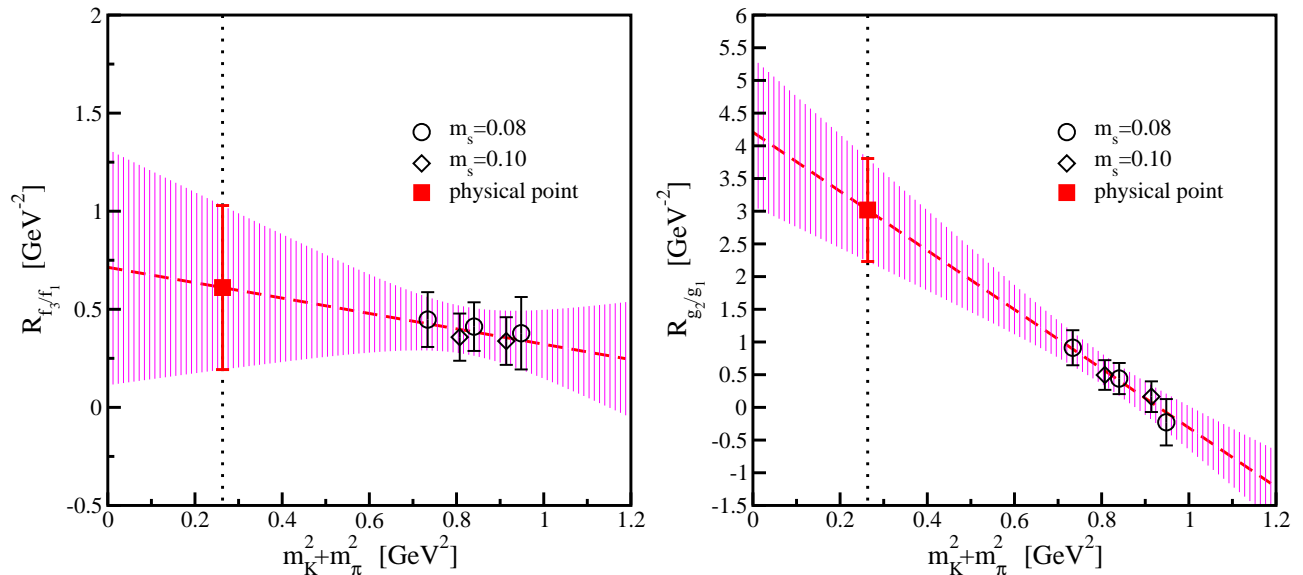 2
1.5
1
0.5
0
-0.5
R_{f_3/f_1} [GeV^{-2}]
m_s=0.08
m_s=0.10
physical point
0 0.2 0.4 0.6 0.8 1 1.2
m_K^2+m_π^2 [GeV^2]
6
5.5
5
4.5
4
3.5
3
2.5
2
1.5
1
0.5
0
-0.5
-1
-1.5
R_{g_2/g_1} [GeV^{-2}]
m_s=0.08
m_s=0.10
physical point
0 0.2 0.4 0.6 0.8 1 1.2
m_K^2+m_π^2 [GeV^2]